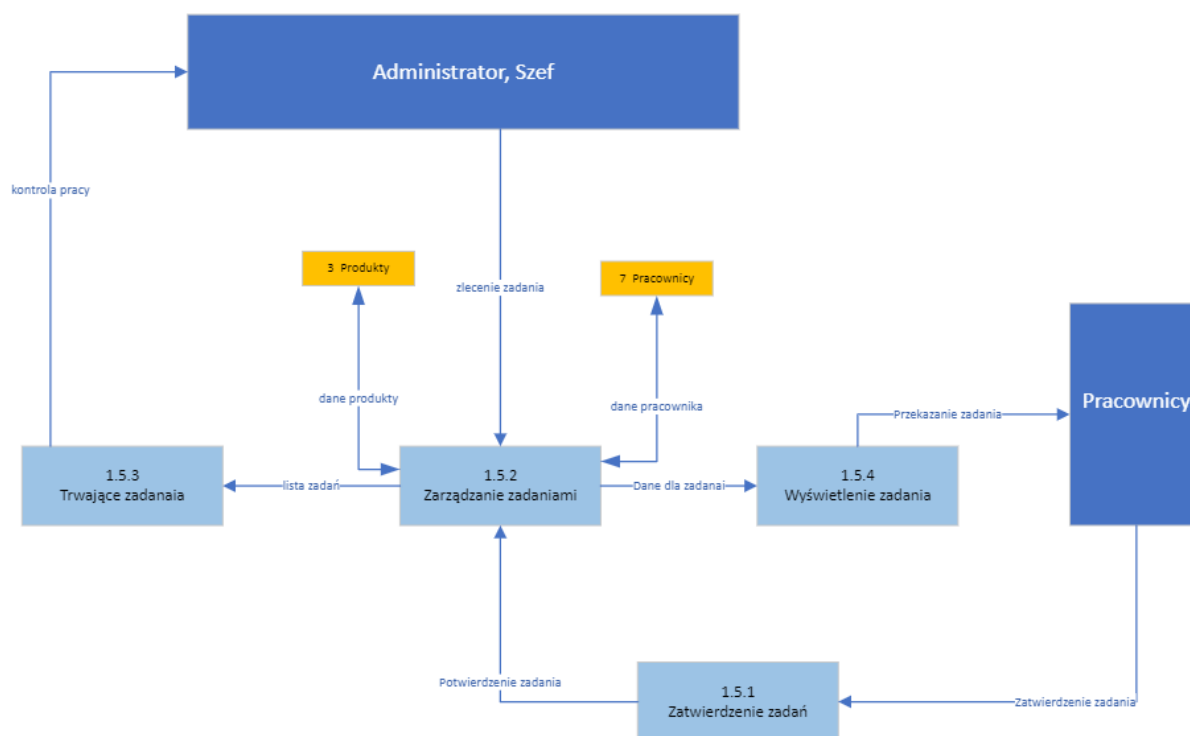 Administrator, Szef
kontrola pracy
3 Produkty
7 Pracownicy
zlecenie zadania
dane produkty
dane pracownika
Przekazanie zadania
Pracownicy
1.5.3
Trwające zadanaia
lista zadań
1.5.2
Zarządzanie zadaniami
Dane dla zadanai
1.5.4
Wyświetlenie zadania
Potwierdzenie zadania
1.5.1
Zatwierdzenie zadań
Zatwierdzenie zadania